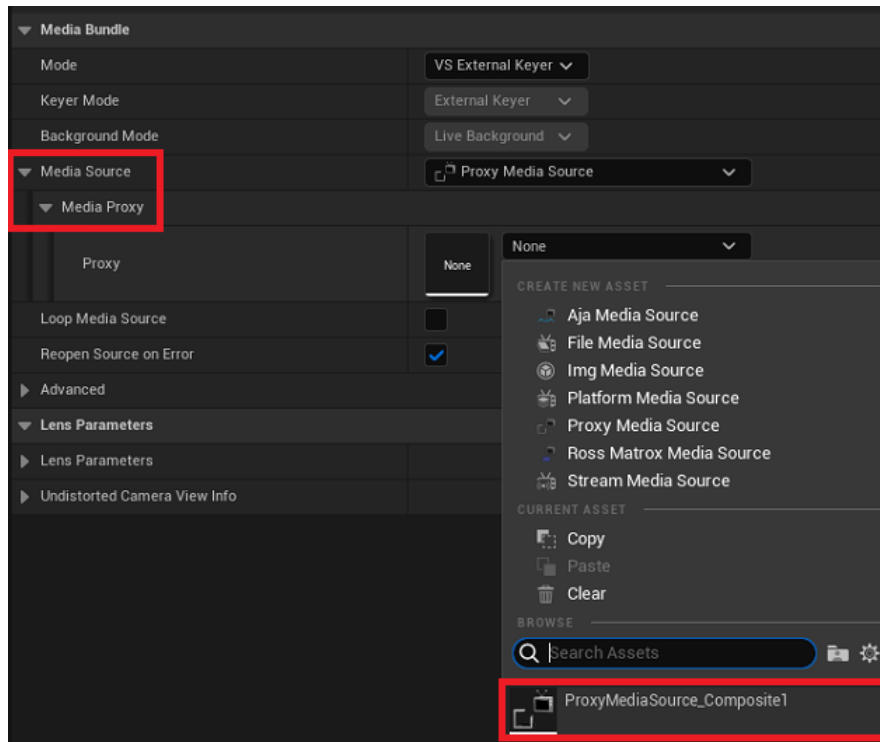 Media Bundle
Mode VS External Keyer
Keyer Mode External Keyer
Background Mode Live Background
Media Source Proxy Media Source
Media Proxy
Proxy None None
CREATE NEW ASSET
Aja Media Source
File Media Source
Img Media Source
Platform Media Source
Proxy Media Source
Ross Matrox Media Source
Stream Media Source
CURRENT ASSET
Copy
Paste
Clear
BROWSE
Search Assets
ProxyMediaSource_Composite1
Loop Media Source
Reopen Source on Error
Advanced
Lens Parameters
Lens Parameters
Undistorted Camera View Info